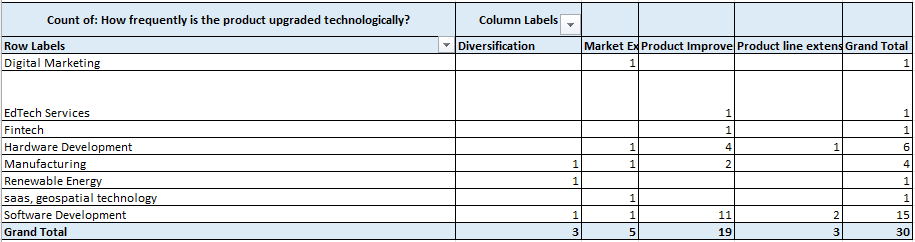 Count of: How frequently is the product upgraded technologically? Column Labels
Row Labels Diversification Market Ex Product Improve Product line extens Grand Total
Digital Marketing 1 1
EdTech Services 1 1
Fintech 1 1
Hardware Development 1 4 1 6
Manufacturing 1 1 2 4
Renewable Energy 1 1
saas, geospatial technology 1 1
Software Development 1 1 11 2 15
Grand Total 3 5 19 3 30